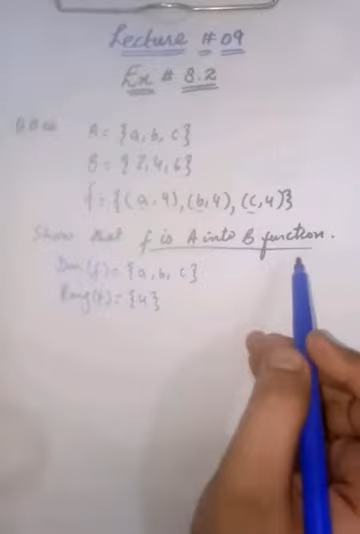 Lecture # 09
Ex # 8.2
A = {a, b, c}
B = {2, 4, 6}
f = {(a, 4), (b, 4), (c, 4)}
Show that f is A into B function.
Dom(f) = {a, b, c}
Rang(f) = {4}